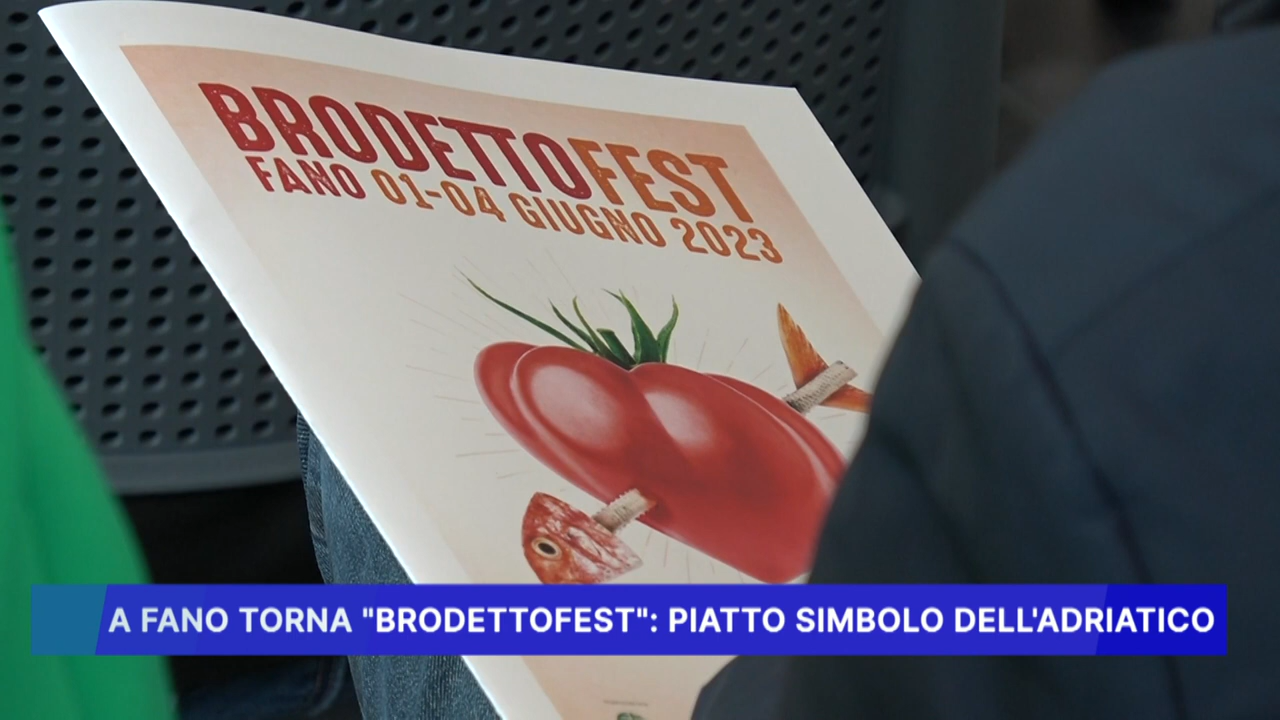 BRODETTOFEST
FANO 01-04 GIUGNO 2023
A FANO TORNA "BRODETTOFEST": PIATTO SIMBOLO DELL'ADRIATICO